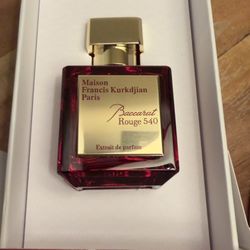 Maison
Francis Kurkdjian
Paris
Baccarat
Rouge 540
Extrait de parfum